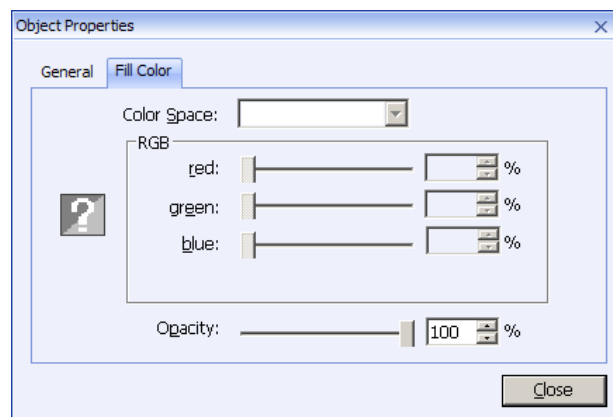 Object Properties
General Fill Color
Color Space:
RGB
red: %
green: %
blue: %
?
Opacity: 100 %
Close